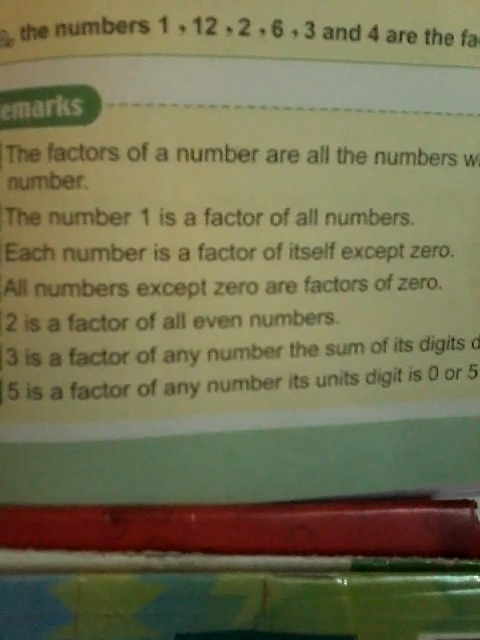 the numbers 1 , 12 , 2 , 6 , 3 and 4 are the fa
emarks
The factors of a number are all the numbers w
number.
The number 1 is a factor of all numbers.
Each number is a factor of itself except zero.
All numbers except zero are factors of zero.
2 is a factor of all even numbers.
3 is a factor of any number the sum of its digits d
5 is a factor of any number its units digit is 0 or 5